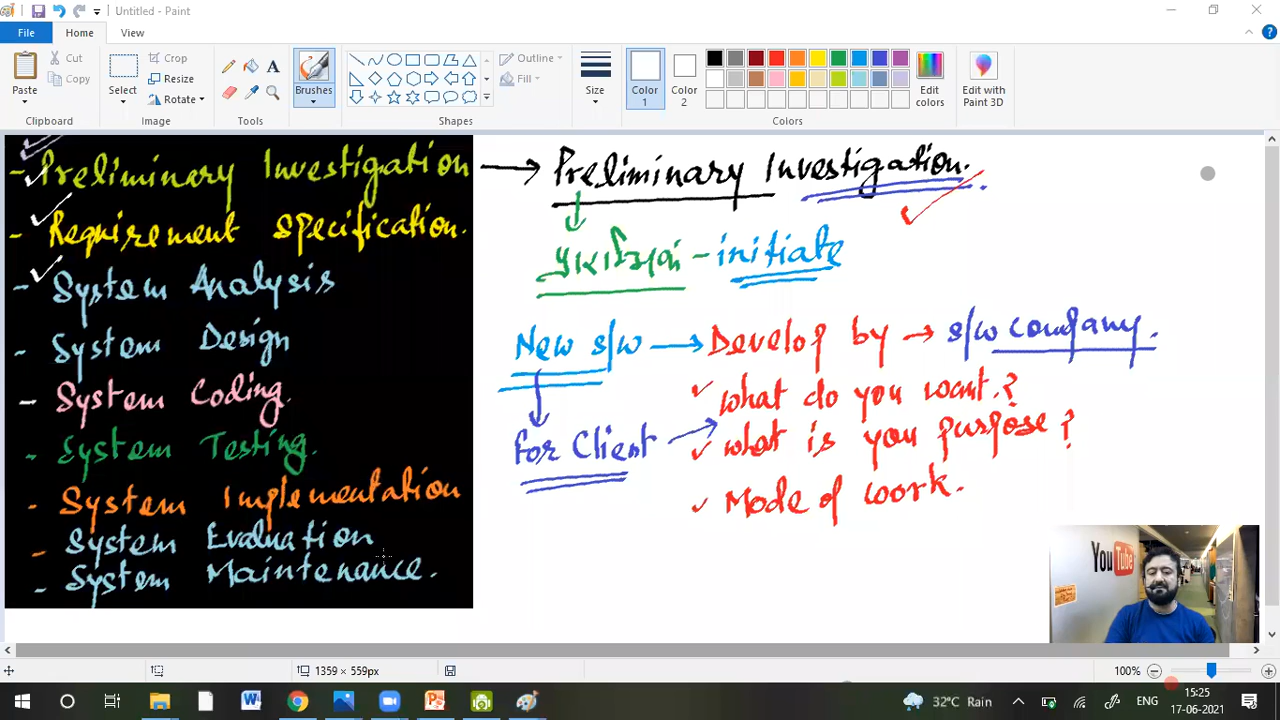 Untitled - Paint
File
Home
View
Paste
Cut
Copy
Clipboard
Select
Crop
Resize
Rotate
Image
Tools
Brushes
Shapes
Outline
Fill
Size
Color 1
Color 2
Edit colors
Edit with Paint 3D
Colors
- Preliminary Investigation
- Requirement specification.
- System Analysis
- System Design
- System Coding.
- System Testing.
- System Implementation
- System Evaluation
- System Maintenance.
→ Preliminary Investigation.
- initiate
New s/w → Develop by → s/w company.
What do you want.?
for Client
what is you purpose?
Mode of work.
You Tube
1359 × 559px
100%
32°C Rain
ENG
15:25
17-06-2021